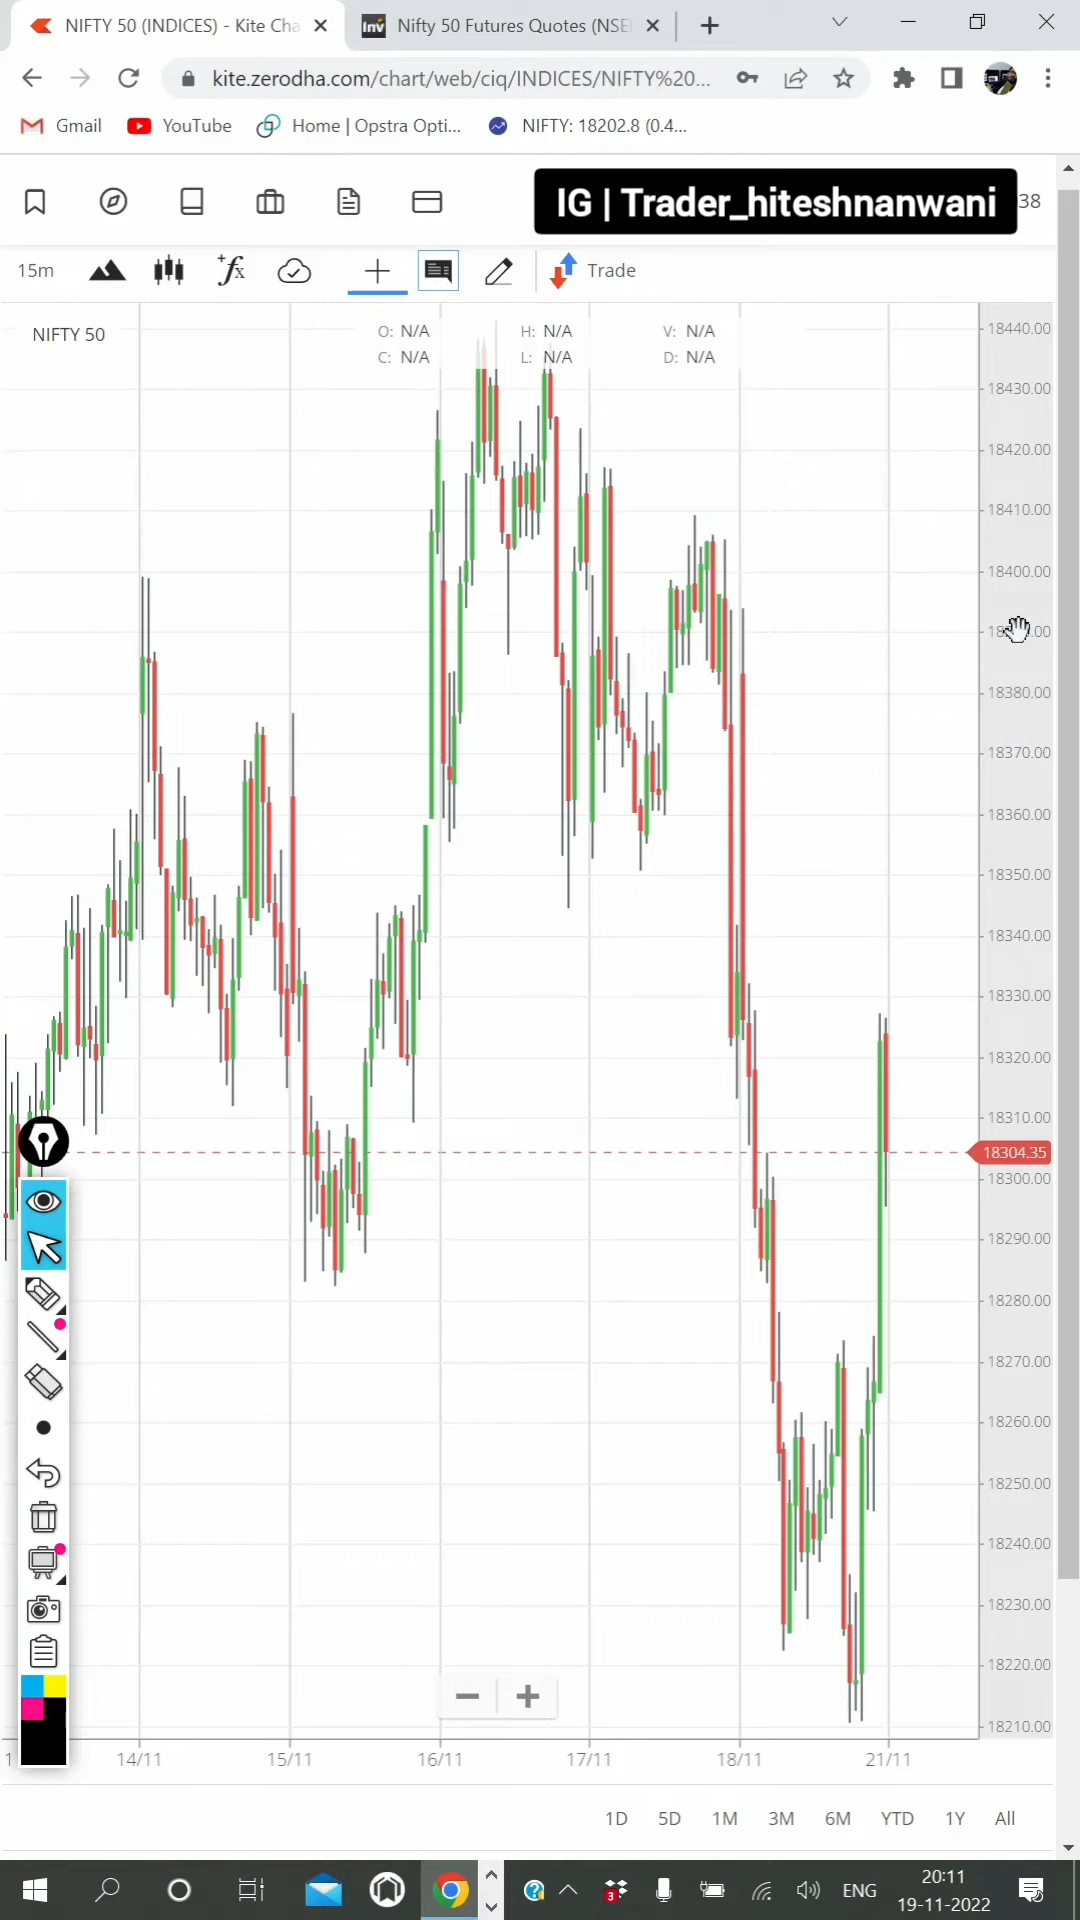 NIFTY 50 (INDICES) - Kite Cha
Nifty 50 Futures Quotes (NSE
kite.zerodha.com/chart/web/ciq/INDICES/NIFTY%20...
Gmail YouTube Home | Opstra Opti... NIFTY: 18202.8 (0.4...
IG | Trader_hiteshnanwani 38
15m Trade
NIFTY 50
O: N/A H: N/A V: N/A
C: N/A L: N/A D: N/A
18440.00
18430.00
18420.00
18410.00
18400.00
18380.00
18370.00
18360.00
18350.00
18340.00
18330.00
18320.00
18310.00
18304.35
18300.00
18290.00
18280.00
18270.00
18260.00
18250.00
18240.00
18230.00
18220.00
18210.00
14/11 15/11 16/11 17/11 18/11 21/11
1D 5D 1M 3M 6M YTD 1Y All
20:11
ENG
19-11-2022